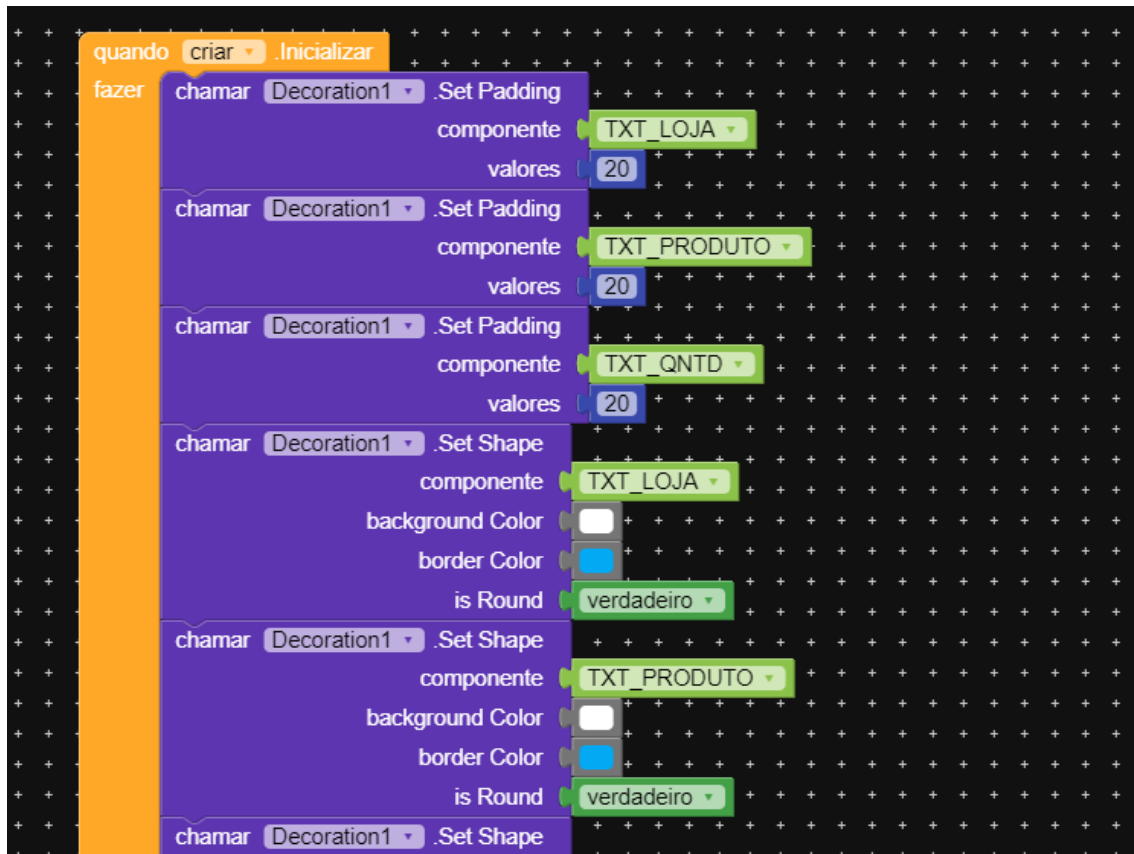 quando criar .Inicializar
fazer chamar Decoration1 .Set Padding
componente TXT_LOJA
valores 20
chamar Decoration1 .Set Padding
componente TXT_PRODUTO
valores 20
chamar Decoration1 .Set Padding
componente TXT_QNTD
valores 20
chamar Decoration1 .Set Shape
componente TXT_LOJA
background Color
border Color
is Round verdadeiro
chamar Decoration1 .Set Shape
componente TXT_PRODUTO
background Color
border Color
is Round verdadeiro
chamar Decoration1 .Set Shape